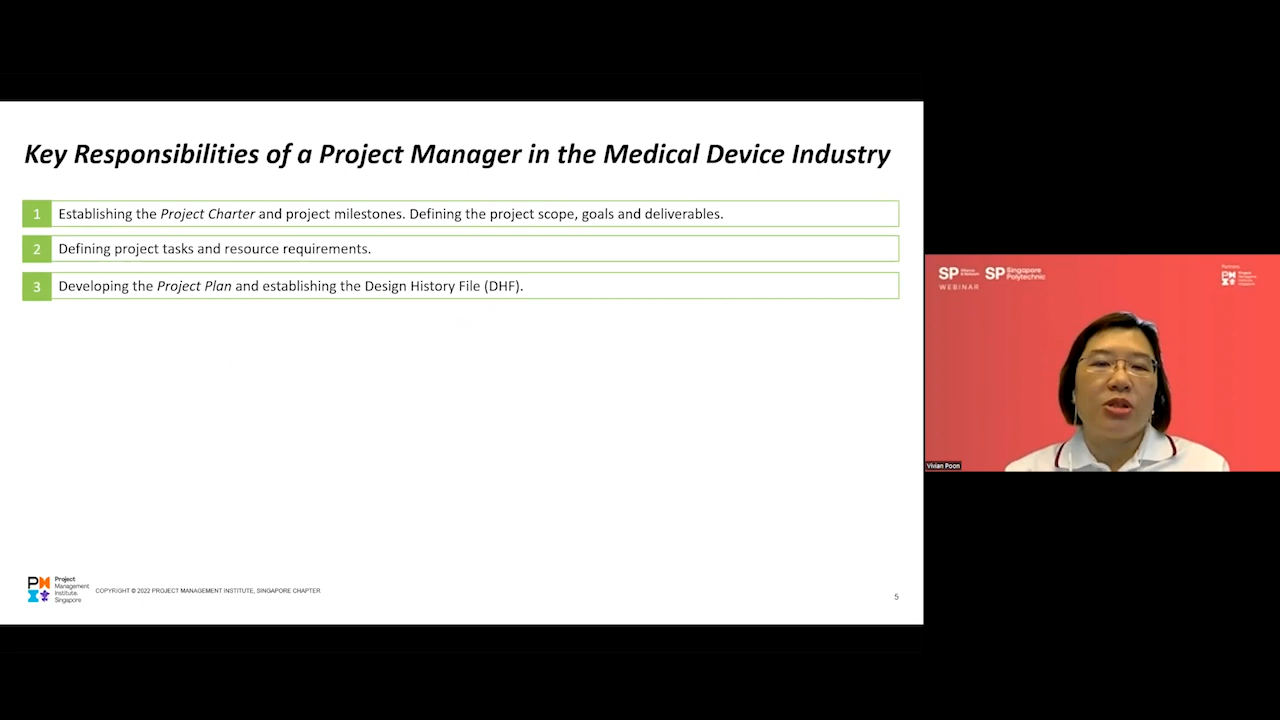 Key Responsibilities of a Project Manager in the Medical Device Industry
1 Establishing the Project Charter and project milestones. Defining the project scope, goals and deliverables.
2 Defining project tasks and resource requirements.
3 Developing the Project Plan and establishing the Design History File (DHF).
Project
Management
Institute.
Singapore
COPYRIGHT © 2022 PROJECT MANAGEMENT INSTITUTE, SINGAPORE CHAPTER
5
SP
SP Singapore
Polytechnic
WEBINAR
Vivian Poon